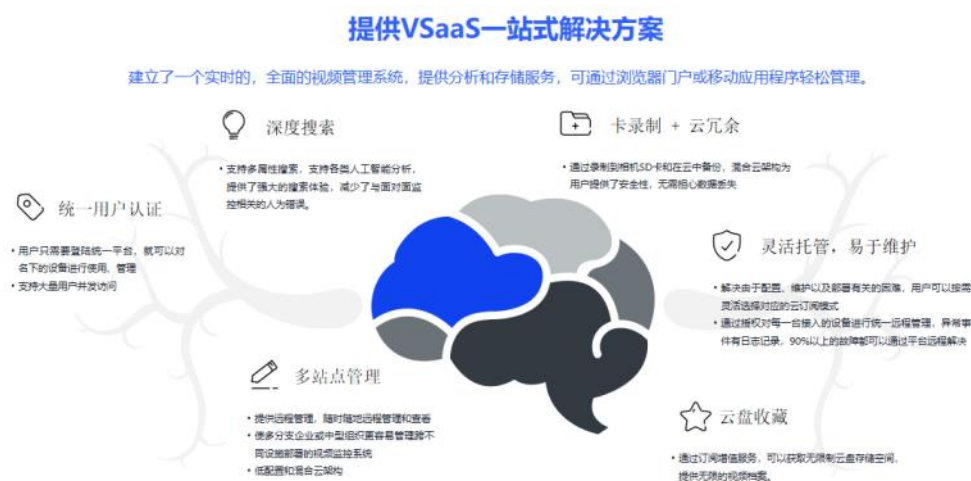 提供VSaaS一站式解决方案
建立了一个实时的，全面的视频管理系统，提供分析和存储服务，可通过浏览器门户或移动应用程序轻松管理。
深度搜索
• 支持多属性搜索，支持各类人工智能分析，
提供了强大的搜索体验，减少了与面对面监
控相关的人为错误。
卡录制 + 云冗余
• 通过录制到相机SD卡和在云中备份，混合云架构为
用户提供了安全性，无需担心数据丢失
统一用户认证
• 用户只需要登陆统一平台，就可以对
名下的设备进行使用、管理
• 支持大量用户并发访问
灵活托管，易于维护
• 解决由于配置、维护以及部署有关的困难，用户可以按需
灵活选择对应的云订阅模式
• 通过授权对每一台接入的设备进行统一远程管理，异常事
件有日志记录，90%以上的故障都可以通过平台远程解决
多站点管理
• 提供远程管理，随时随地远程管理和查看
• 使多分支企业或中型组织更容易管理跨不
同设施部署的视频监控系统
• 低配置和混合云架构
云盘收藏
• 通过订阅增值服务，可以获取无限制云盘存储空间，
提供无限的视频档案。